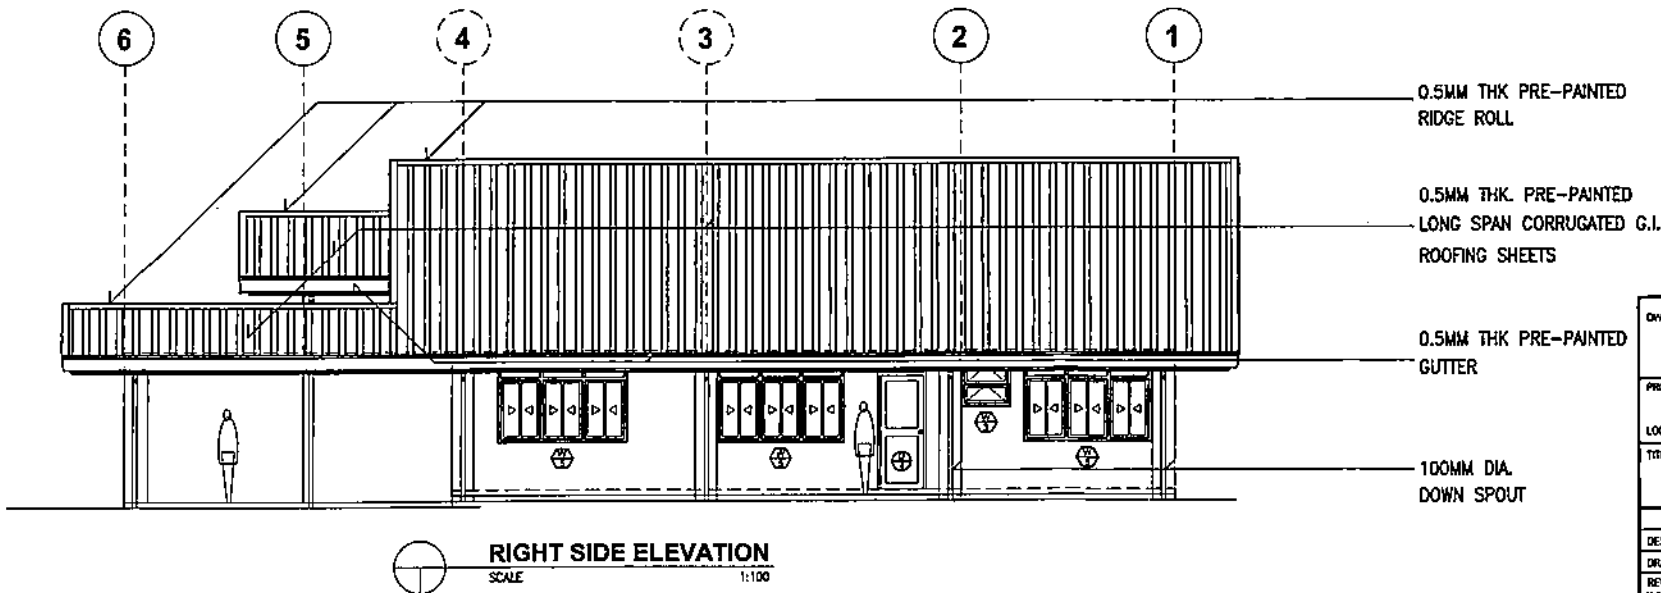 6 5 4 3 2 1
0.5MM THK PRE-PAINTED
RIDGE ROLL
0.5MM THK. PRE-PAINTED
LONG SPAN CORRUGATED G.I.
ROOFING SHEETS
0.5MM THK PRE-PAINTED
GUTTER
100MM DIA.
DOWN SPOUT
RIGHT SIDE ELEVATION
SCALE 1:100